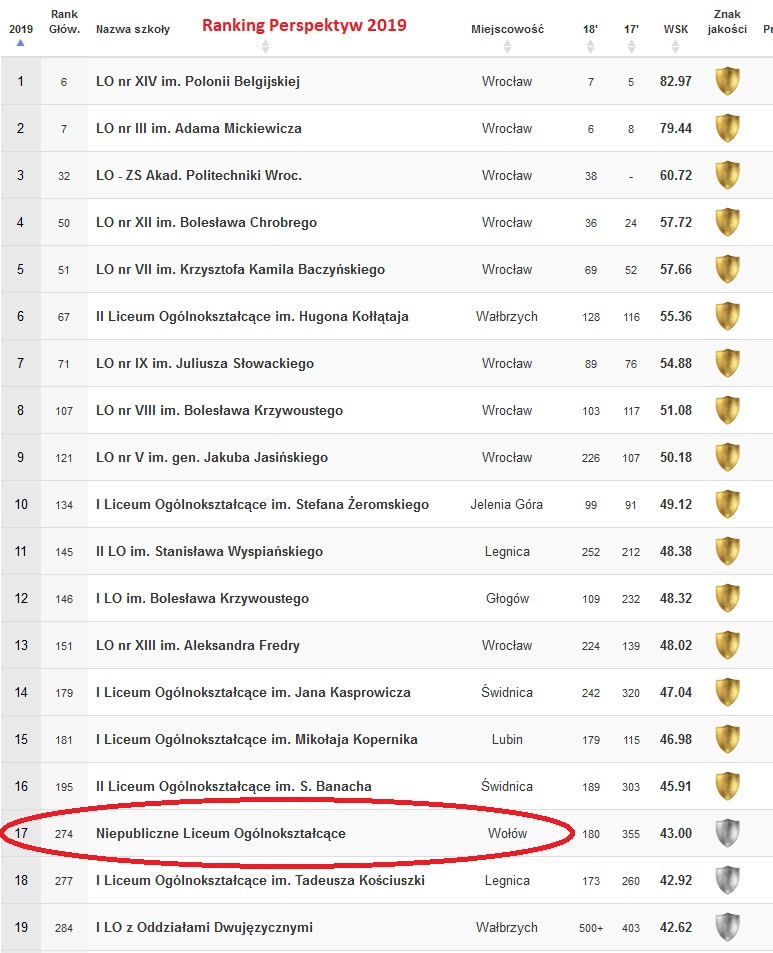 Rank Znak
2019 Głów. Nazwa szkoły Ranking Perspektyw 2019 Miejscowość 18' 17' WSK jakości Pr
1 6 LO nr XIV im. Polonii Belgijskiej Wrocław 7 5 82.97
2 7 LO nr III im. Adama Mickiewicza Wrocław 6 8 79.44
3 32 LO - ZS Akad. Politechniki Wroc. Wrocław 38 - 60.72
4 50 LO nr XII im. Bolesława Chrobrego Wrocław 36 24 57.72
5 51 LO nr VII im. Krzysztofa Kamila Baczyńskiego Wrocław 69 52 57.66
6 67 II Liceum Ogólnokształcące im. Hugona Kołłątaja Wałbrzych 128 116 55.36
7 71 LO nr IX im. Juliusza Słowackiego Wrocław 89 76 54.88
8 107 LO nr VIII im. Bolesława Krzywoustego Wrocław 103 117 51.08
9 121 LO nr V im. gen. Jakuba Jasińskiego Wrocław 226 107 50.18
10 134 I Liceum Ogólnokształcące im. Stefana Żeromskiego Jelenia Góra 99 91 49.12
11 145 II LO im. Stanisława Wyspiańskiego Legnica 252 212 48.38
12 146 I LO im. Bolesława Krzywoustego Głogów 109 232 48.32
13 151 LO nr XIII im. Aleksandra Fredry Wrocław 224 139 48.02
14 179 I Liceum Ogólnokształcące im. Jana Kasprowicza Świdnica 242 320 47.04
15 181 I Liceum Ogólnokształcące im. Mikołaja Kopernika Lubin 179 115 46.98
16 195 II Liceum Ogólnokształcące im. S. Banacha Świdnica 189 303 45.91
17 274 Niepubliczne Liceum Ogólnokształcące Wołów 180 355 43.00
18 277 I Liceum Ogólnokształcące im. Tadeusza Kościuszki Legnica 173 260 42.92
19 284 I LO z Oddziałami Dwujęzycznymi Wałbrzych 500+ 403 42.62